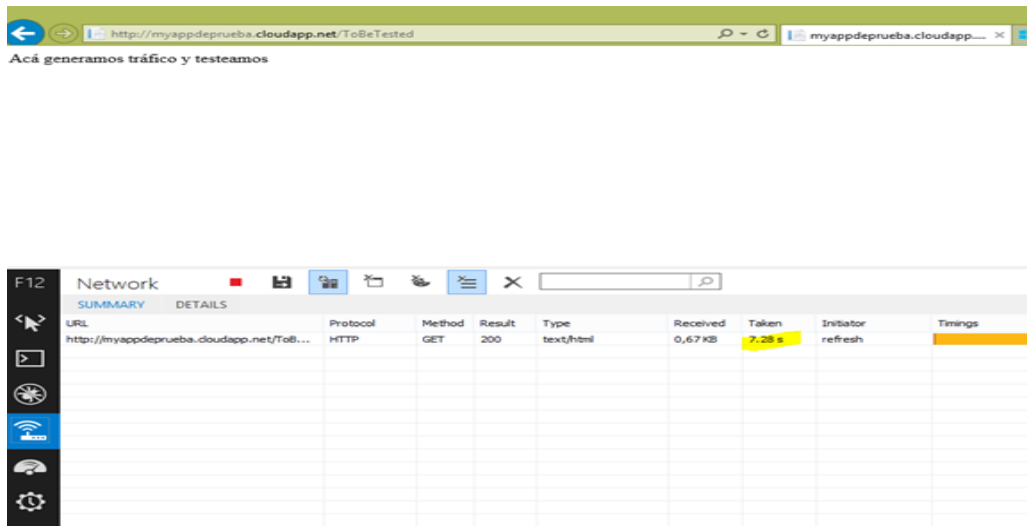 http://myappdeprueba.cloudapp.net/ToBeTested
myappdeprueba.cloudapp....
Acá generamos tráfico y testeamos
F12 Network
SUMMARY DETAILS
URL Protocol Method Result Type Received Taken Initiator Timings
http://myappdeprueba.cloudapp.net/ToB... HTTP GET 200 text/html 0,67 KB 7.28 s refresh